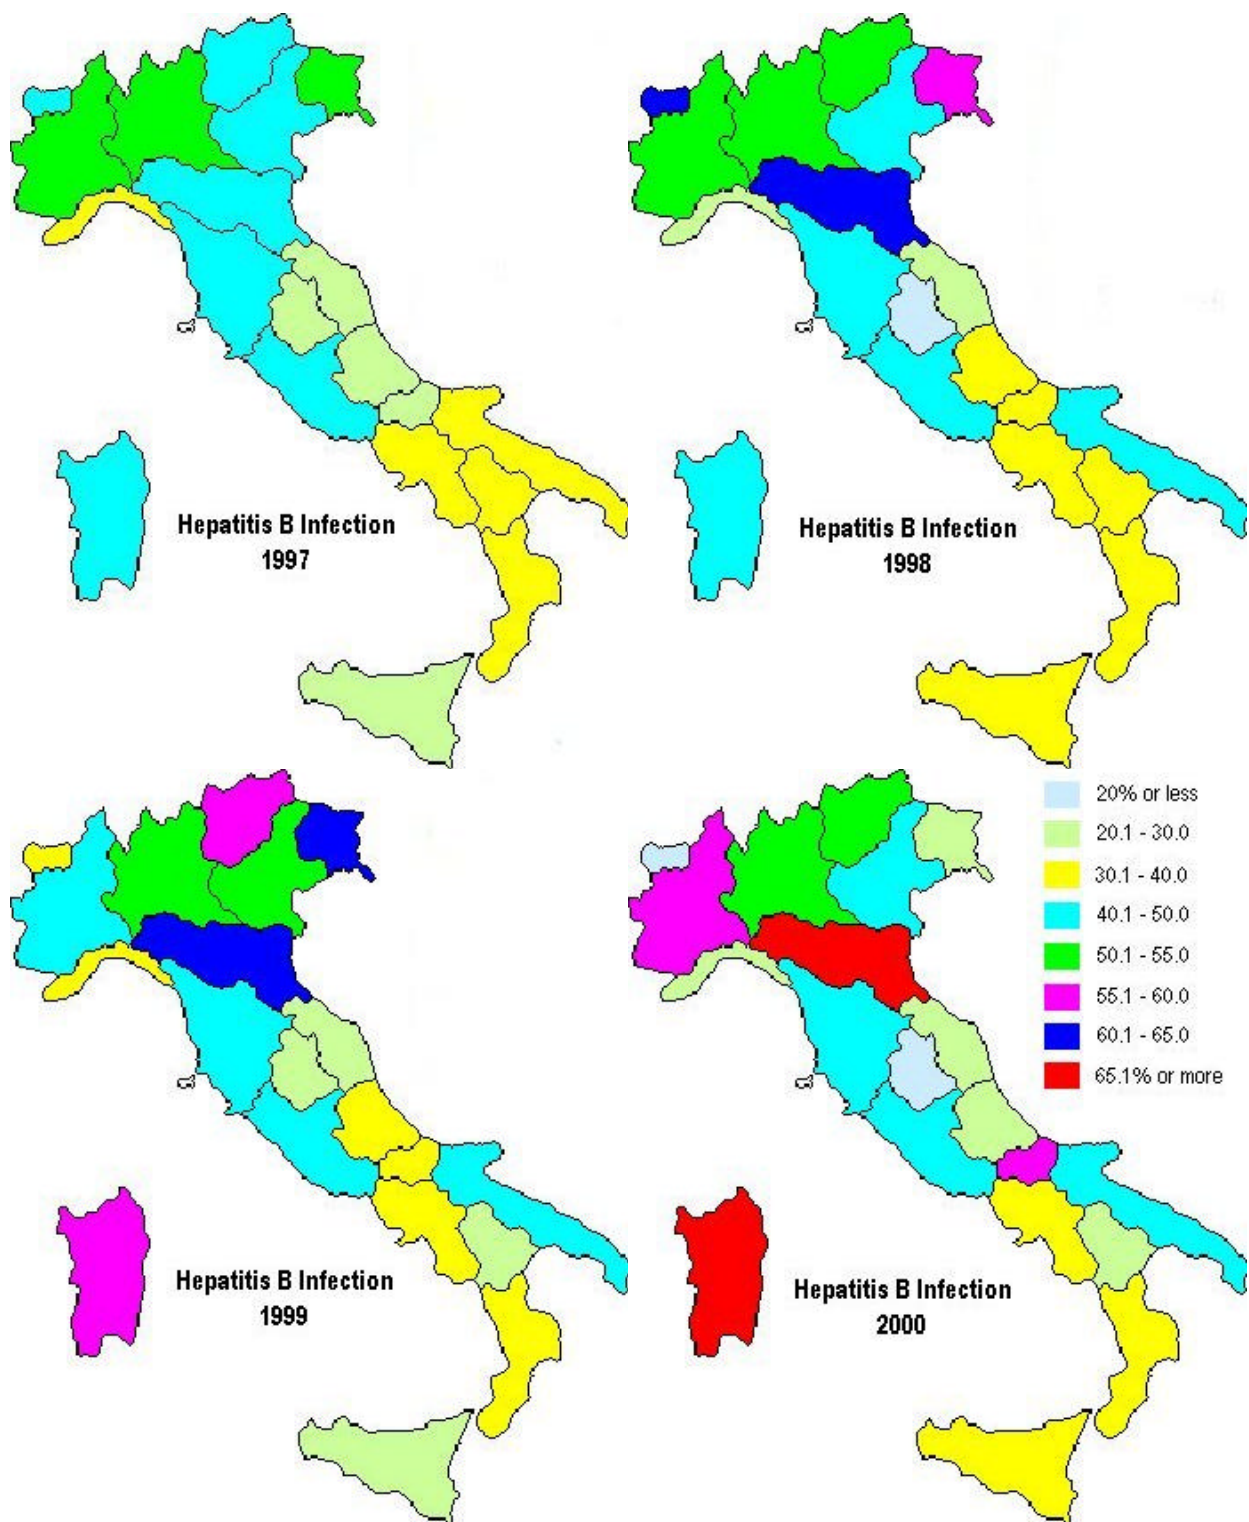 Hepatitis B Infection
1997
Hepatitis B Infection
1998
Hepatitis B Infection
1999
Hepatitis B Infection
2000
20% or less
20.1 - 30.0
30.1 - 40.0
40.1 - 50.0
50.1 - 55.0
55.1 - 60.0
60.1 - 65.0
65.1% or more